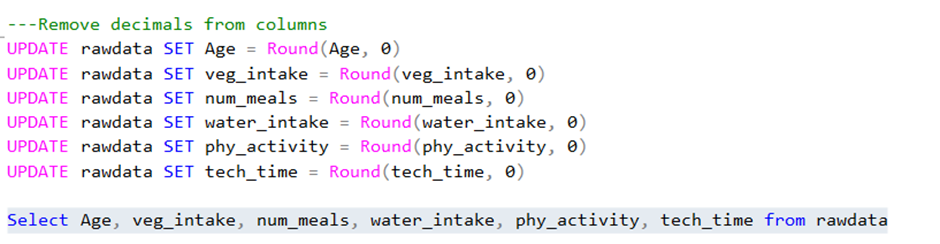 ---Remove decimals from columns
UPDATE rawdata SET Age = Round(Age, 0)
UPDATE rawdata SET veg_intake = Round(veg_intake, 0)
UPDATE rawdata SET num_meals = Round(num_meals, 0)
UPDATE rawdata SET water_intake = Round(water_intake, 0)
UPDATE rawdata SET phy_activity = Round(phy_activity, 0)
UPDATE rawdata SET tech_time = Round(tech_time, 0)
Select Age, veg_intake, num_meals, water_intake, phy_activity, tech_time from rawdata